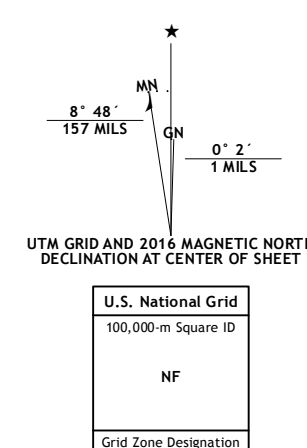 ★
MN
8° 48´
157 MILS
GN
0° 2´
1 MILS
UTM GRID AND 2016 MAGNETIC NORTH
DECLINATION AT CENTER OF SHEET
U.S. National Grid
100,000-m Square ID
NF
Grid Zone Designation